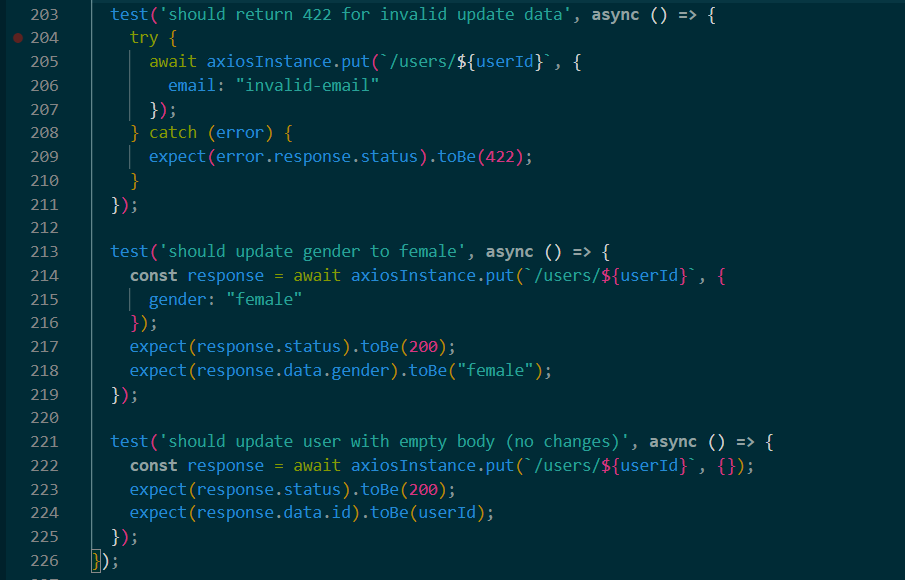 203 test('should return 422 for invalid update data', async () => {
204 try {
205 await axiosInstance.put(`/users/${userId}`, {
206 email: "invalid-email"
207 });
208 } catch (error) {
209 expect(error.response.status).toBe(422);
210 }
211 });
212
213 test('should update gender to female', async () => {
214 const response = await axiosInstance.put(`/users/${userId}`, {
215 gender: "female"
216 });
217 expect(response.status).toBe(200);
218 expect(response.data.gender).toBe("female");
219 });
220
221 test('should update user with empty body (no changes)', async () => {
222 const response = await axiosInstance.put(`/users/${userId}`, {});
223 expect(response.status).toBe(200);
224 expect(response.data.id).toBe(userId);
225 });
226 });